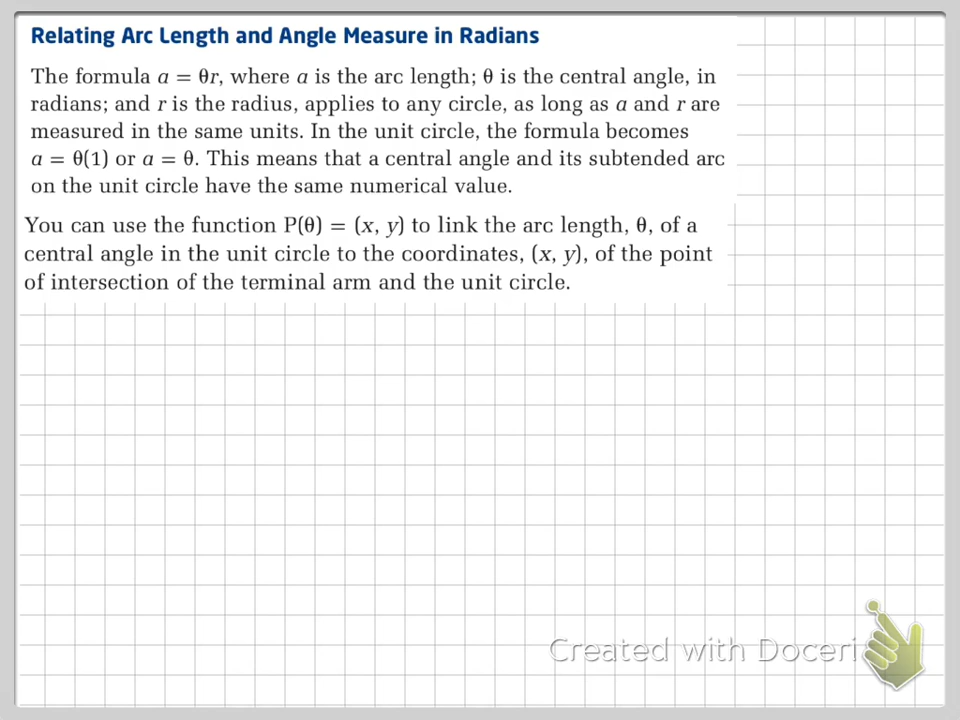 Relating Arc Length and Angle Measure in Radians
The formula a = θr, where a is the arc length; θ is the central angle, in
radians; and r is the radius, applies to any circle, as long as a and r are
measured in the same units. In the unit circle, the formula becomes
a = θ(1) or a = θ. This means that a central angle and its subtended arc
on the unit circle have the same numerical value.
You can use the function P(θ) = (x, y) to link the arc length, θ, of a
central angle in the unit circle to the coordinates, (x, y), of the point
of intersection of the terminal arm and the unit circle.
Created with Doceri